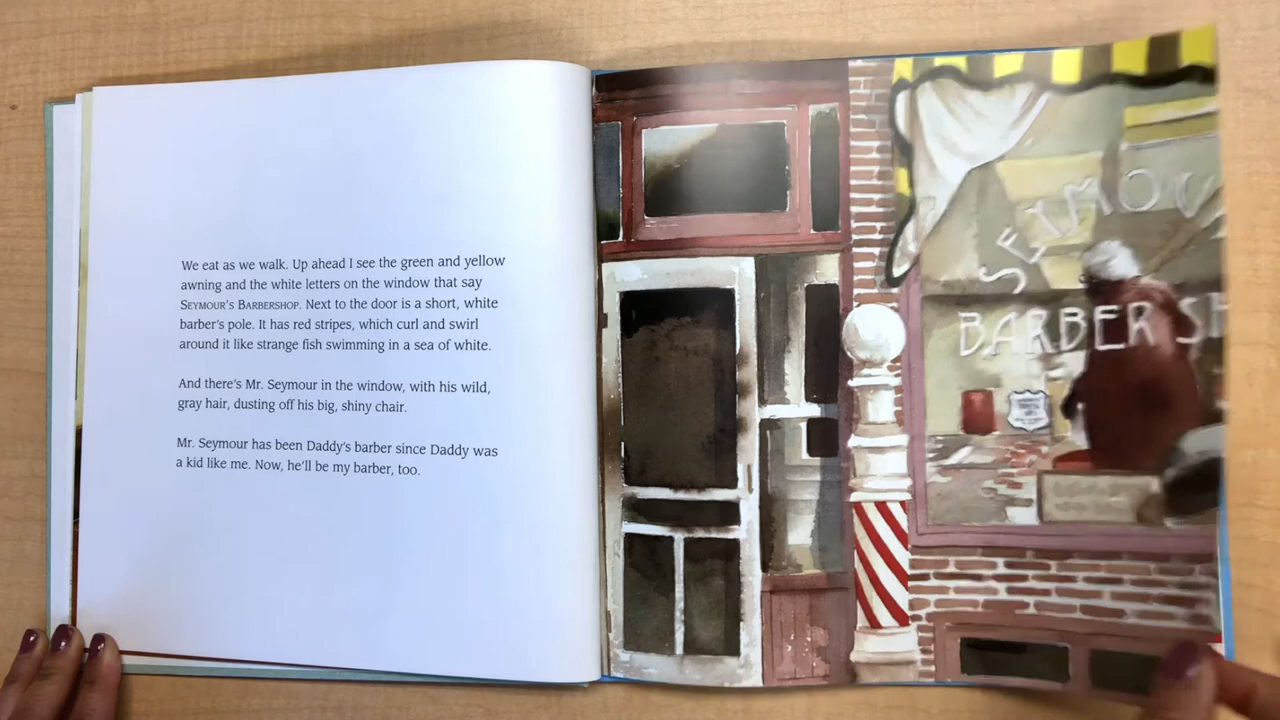 We eat as we walk. Up ahead I see the green and yellow
awning and the white letters on the window that say
SEYMOUR'S BARBERSHOP. Next to the door is a short, white
barber's pole. It has red stripes, which curl and swirl
around it like strange fish swimming in a sea of white.
And there's Mr. Seymour in the window, with his wild,
gray hair, dusting off his big, shiny chair.
Mr. Seymour has been Daddy's barber since Daddy was
a kid like me. Now, he'll be my barber, too.
SEYMOU
BARBER SH